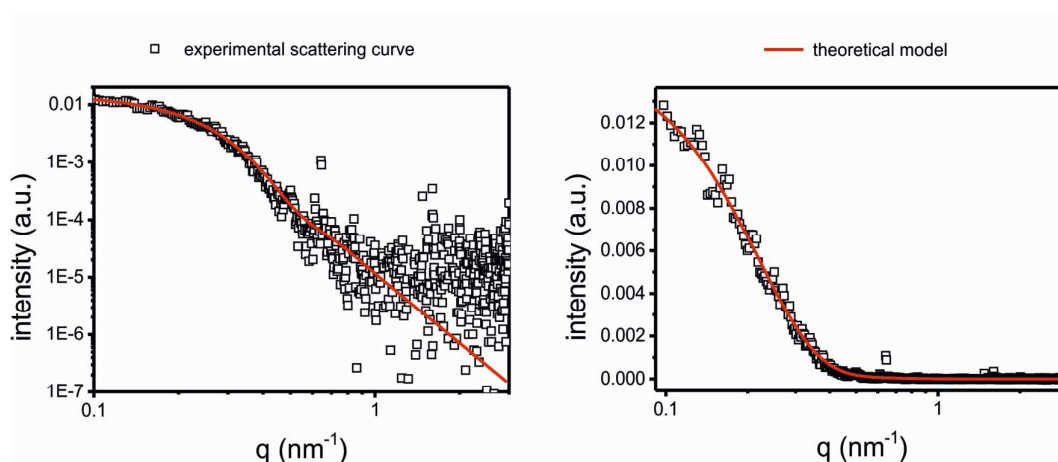 experimental scattering curve
theoretical model
0.01
1E-3
1E-4
1E-5
1E-6
1E-7
0.1
1
intensity (a.u.)
q (nm⁻¹)
0.012
0.010
0.008
0.006
0.004
0.002
0.000
0.1
1
intensity (a.u.)
q (nm⁻¹)